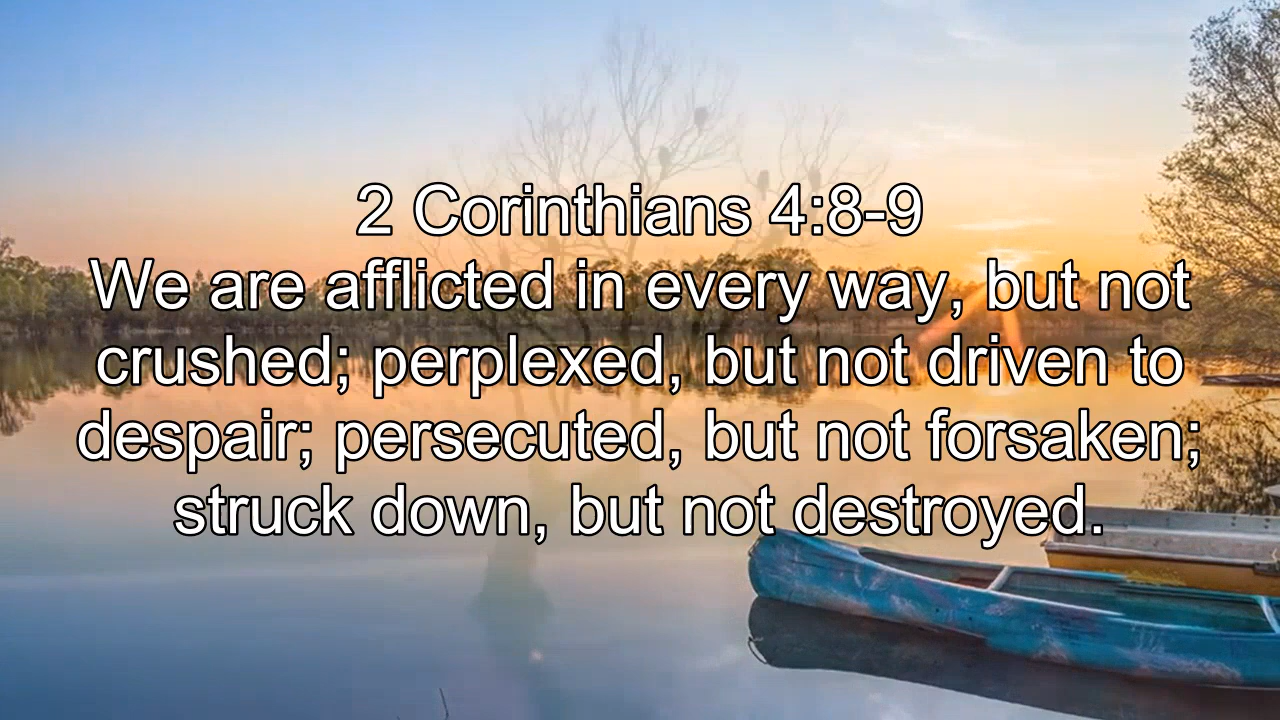 2 Corinthians 4:8-9
We are afflicted in every way, but not
crushed; perplexed, but not driven to
despair; persecuted, but not forsaken;
struck down, but not destroyed.